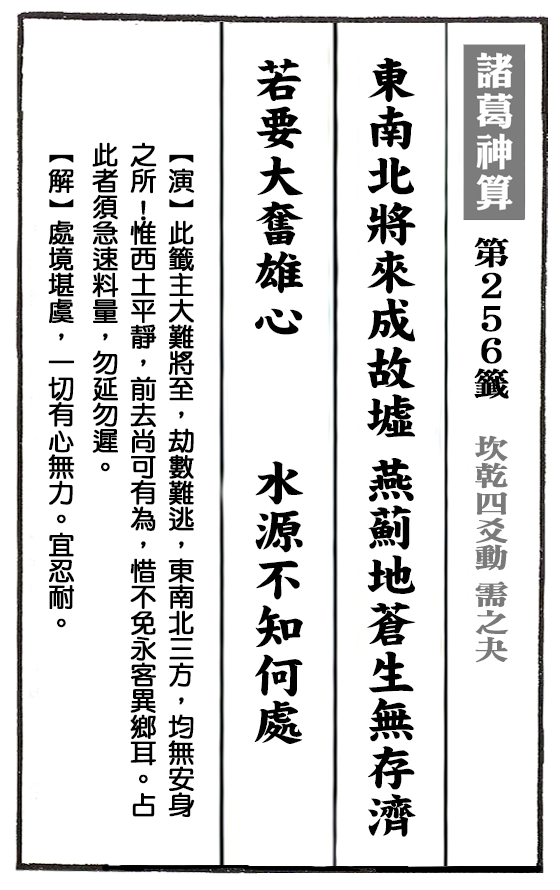 諸葛神算 第256籤 坎乾四爻動 需之夬
東南北將來成故墟 燕薊地蒼生無存濟
若要大奮雄心 水源不知何處
【演】此籤主大難將至，劫數難逃，東南北三方，均無安身
之所！惟西土平靜，前去尚可有為，惜不免永客異鄉耳。占
此者須急速料量，勿延勿遲。
【解】處境堪虞，一切有心無力。宜忍耐。